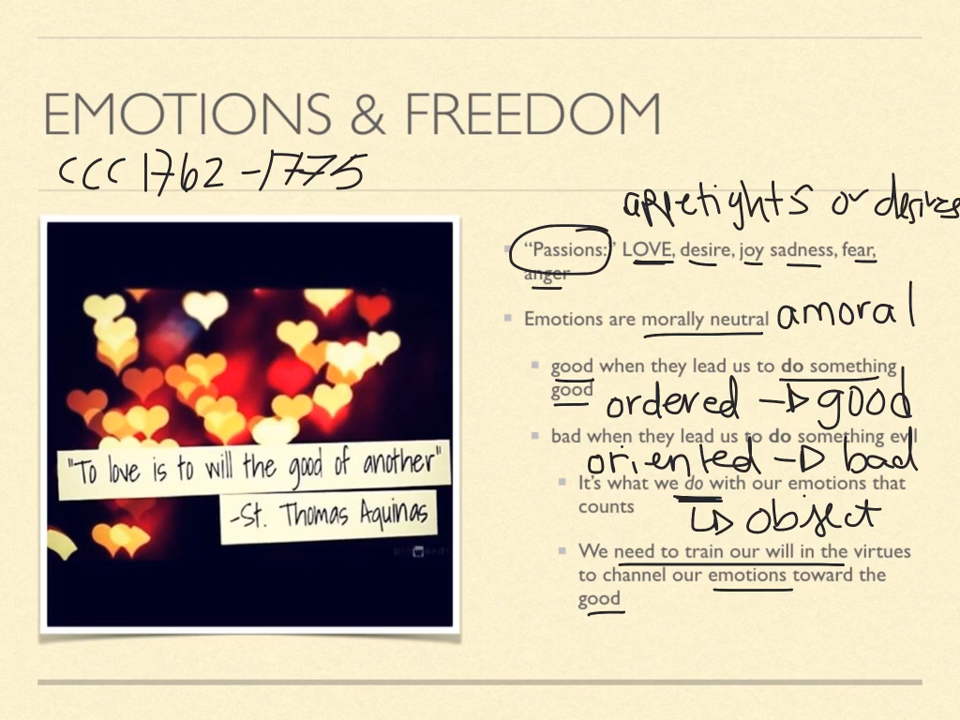 EMOTIONS & FREEDOM
CCC 1762-1775
appetights or desires
"Passions:" LOVE, desire, joy sadness, fear,
anger
Emotions are morally neutral amoral
good when they lead us to do something
good
ordered → good
bad when they lead us to do something evil
oriented → bad
It's what we do with our emotions that
counts
↳ object
We need to train our will in the virtues
to channel our emotions toward the
good
"To love is to will the good of another"
-St. Thomas Aquinas